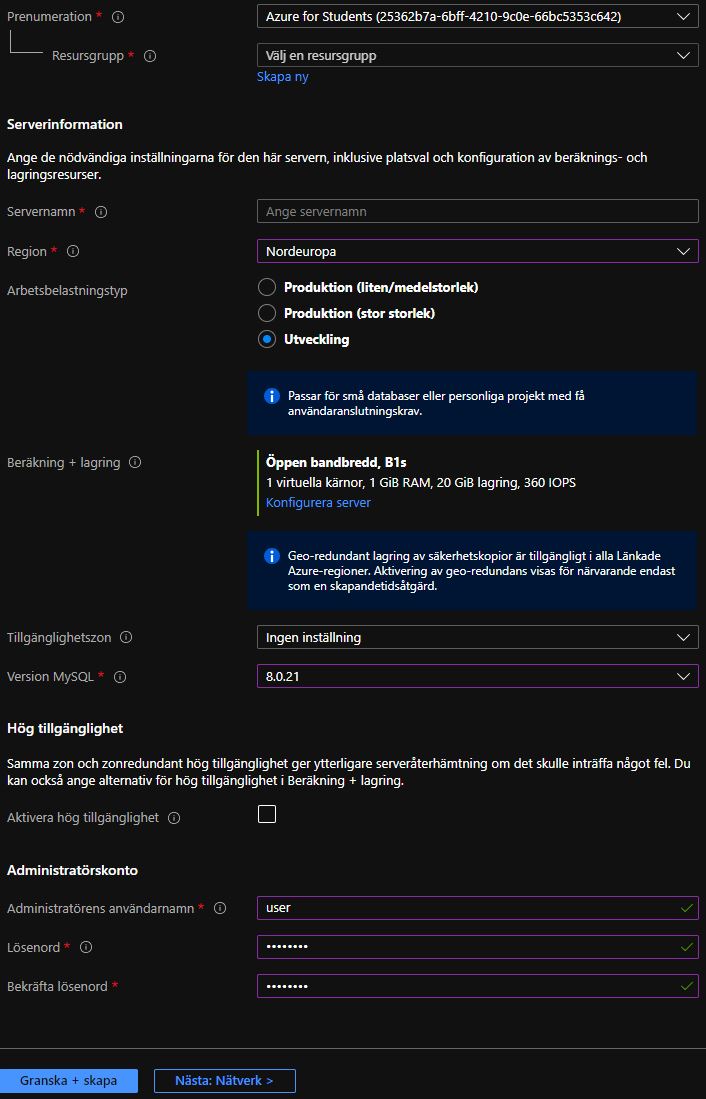 Prenumeration *
Azure for Students (25362b7a-6bff-4210-9c0e-66bc5353c642)
Resursgrupp *
Välj en resursgrupp
Skapa ny
Serverinformation
Ange de nödvändiga inställningarna för den här servern, inklusive platsval och konfiguration av beräknings- och
lagringsresurser.
Servernamn *
Ange servernamn
Region *
Nordeuropa
Arbetsbelastningstyp
Produktion (liten/medelstorlek)
Produktion (stor storlek)
Utveckling
Passar för små databaser eller personliga projekt med få
användaranslutningskrav.
Beräkning + lagring
Öppen bandbredd, B1s
1 virtuella kärnor, 1 GiB RAM, 20 GiB lagring, 360 IOPS
Konfigurera server
Geo-redundant lagring av säkerhetskopior är tillgängligt i alla Länkade
Azure-regioner. Aktivering av geo-redundans visas för närvarande endast
som en skapandetidsåtgärd.
Tillgänglighetszon
Ingen inställning
Version MySQL *
8.0.21
Hög tillgänglighet
Samma zon och zonredundant hög tillgänglighet ger ytterligare serveråterhämtning om det skulle inträffa något fel. Du
kan också ange alternativ för hög tillgänglighet i Beräkning + lagring.
Aktivera hög tillgänglighet
Administratörskonto
Administratörens användarnamn *
user
Lösenord *
••••••••
Bekräfta lösenord *
••••••••
Granska + skapa
Nästa: Nätverk >